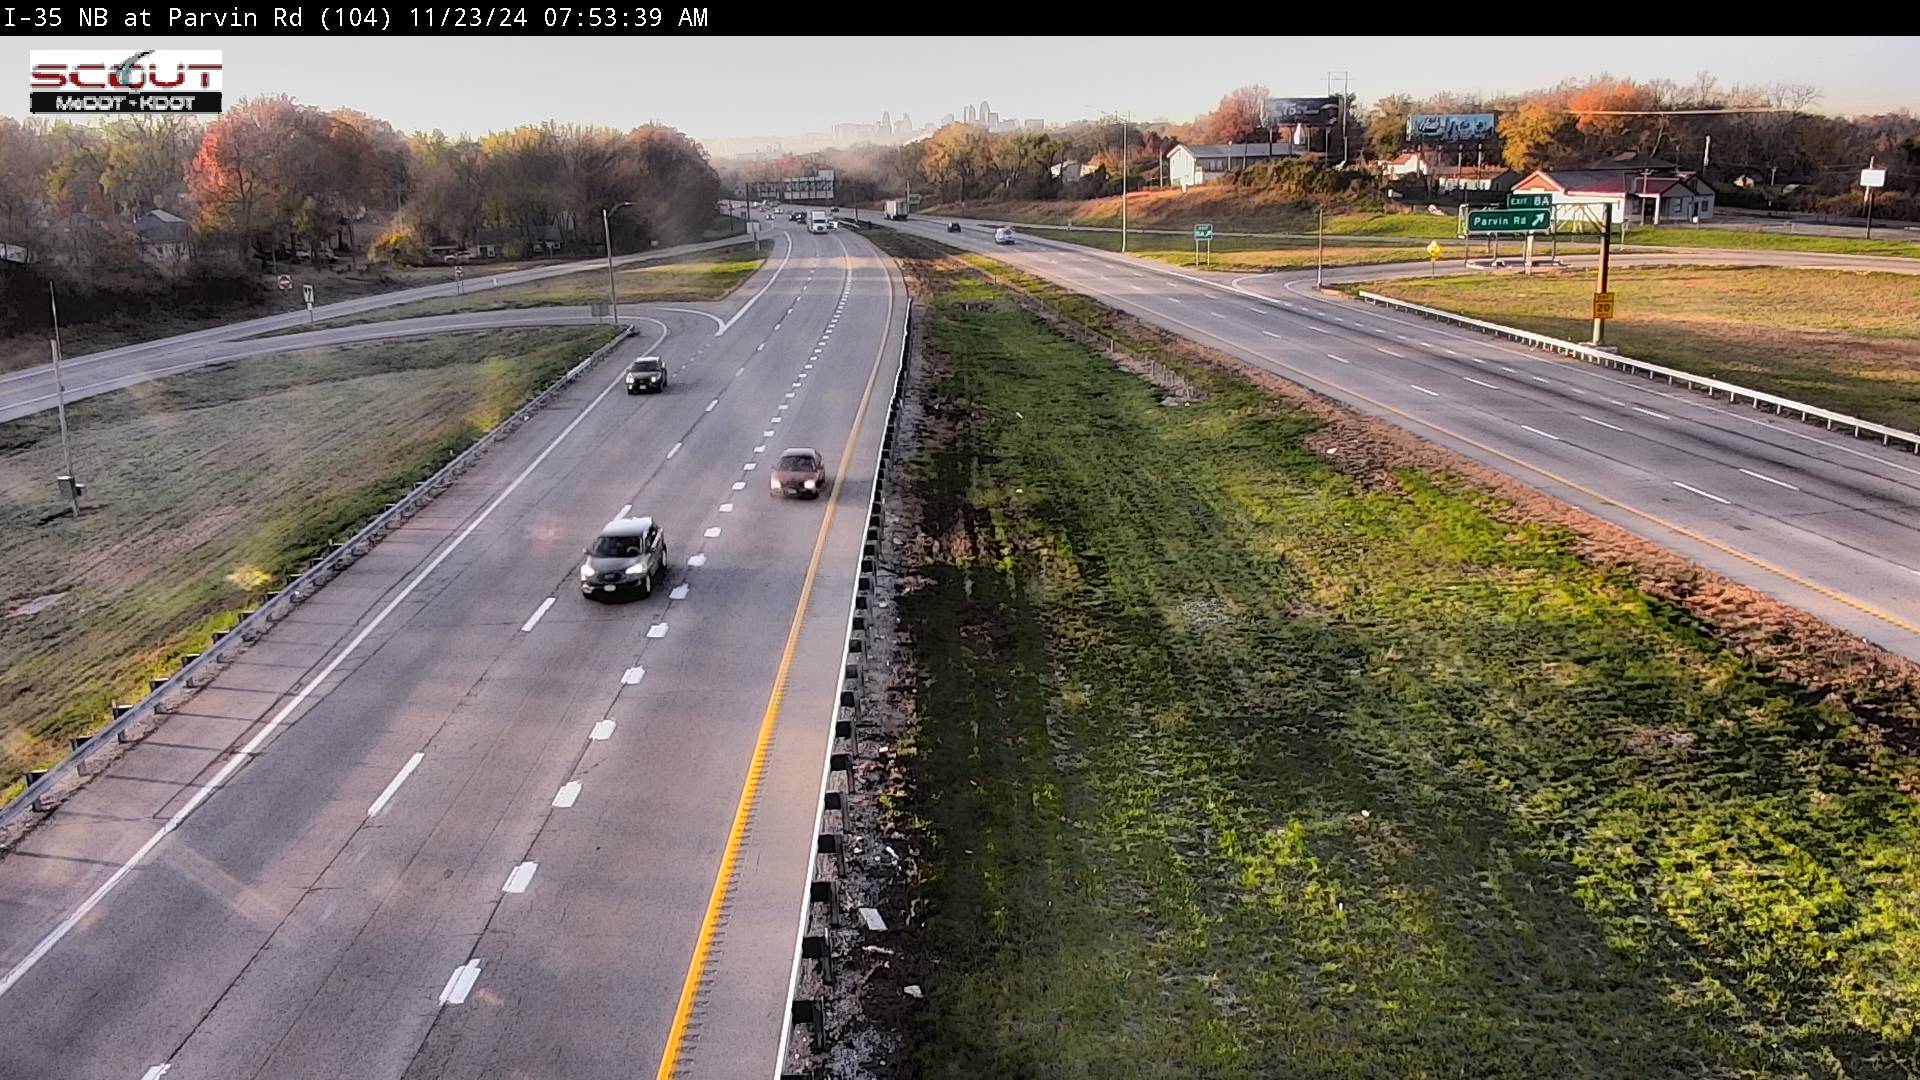 I-35 NB at Parvin Rd (104) 11/23/24 07:53:39 AM
SCOUT
MoDOT - KDOT
EXIT 8A
Parvin Rd
20